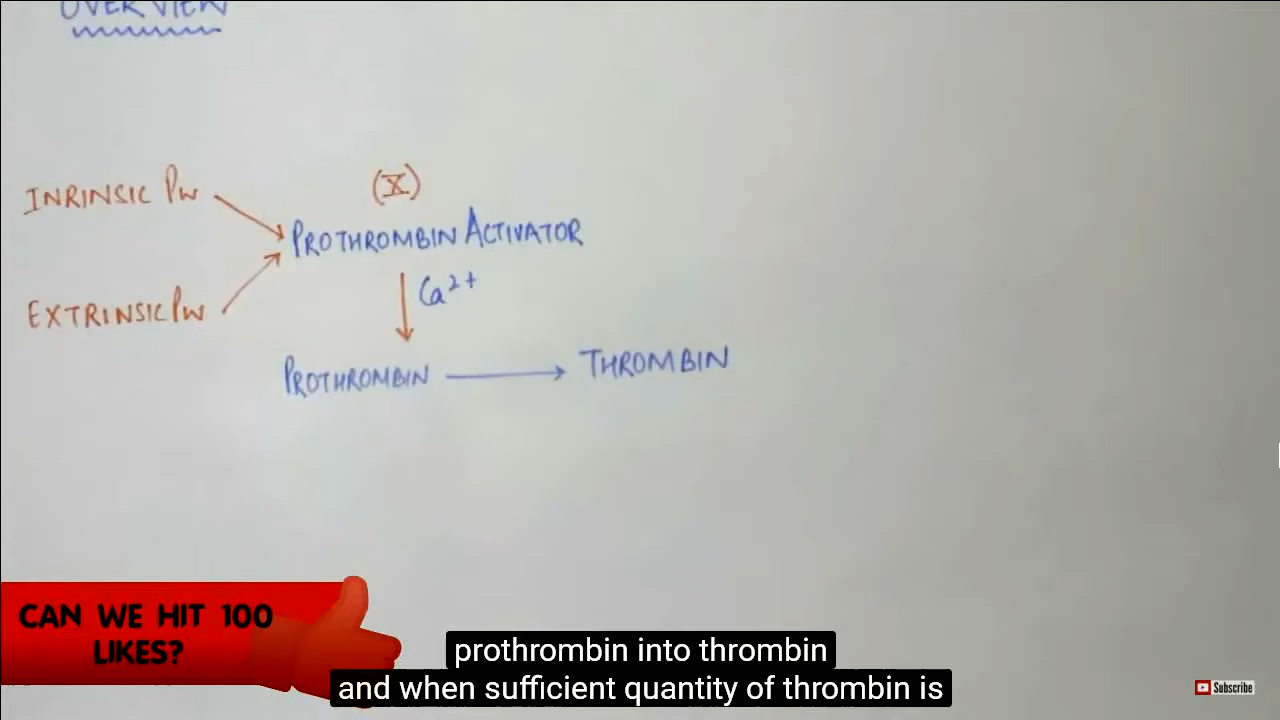 OVERVIEW
INRINSIC PW
(X)
PROTHROMBIN ACTIVATOR
EXTRINSIC PW
Ca2+
PROTHROMBIN
THROMBIN
CAN WE HIT 100
LIKES?
prothrombin into thrombin
and when sufficient quantity of thrombin is
Subscribe